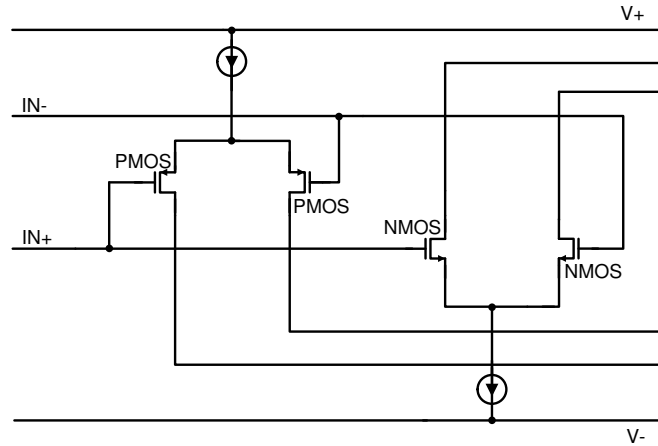 V+
IN-
PMOS
PMOS
NMOS
IN+
NMOS
V-